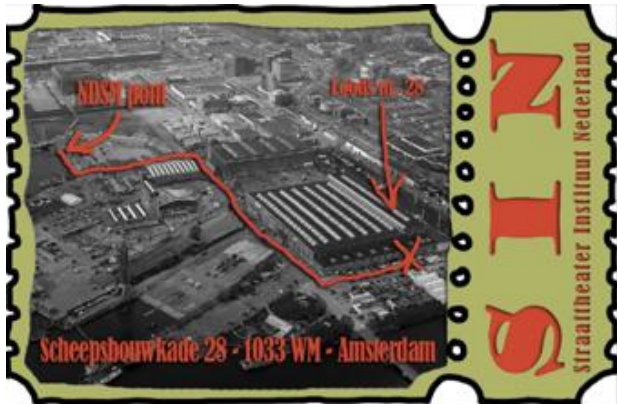 NDSM pont
Loods nr. 28
Scheepsbouwkade 28 - 1033 WM - Amsterdam
SIN
Straattheater Instituut Nederland